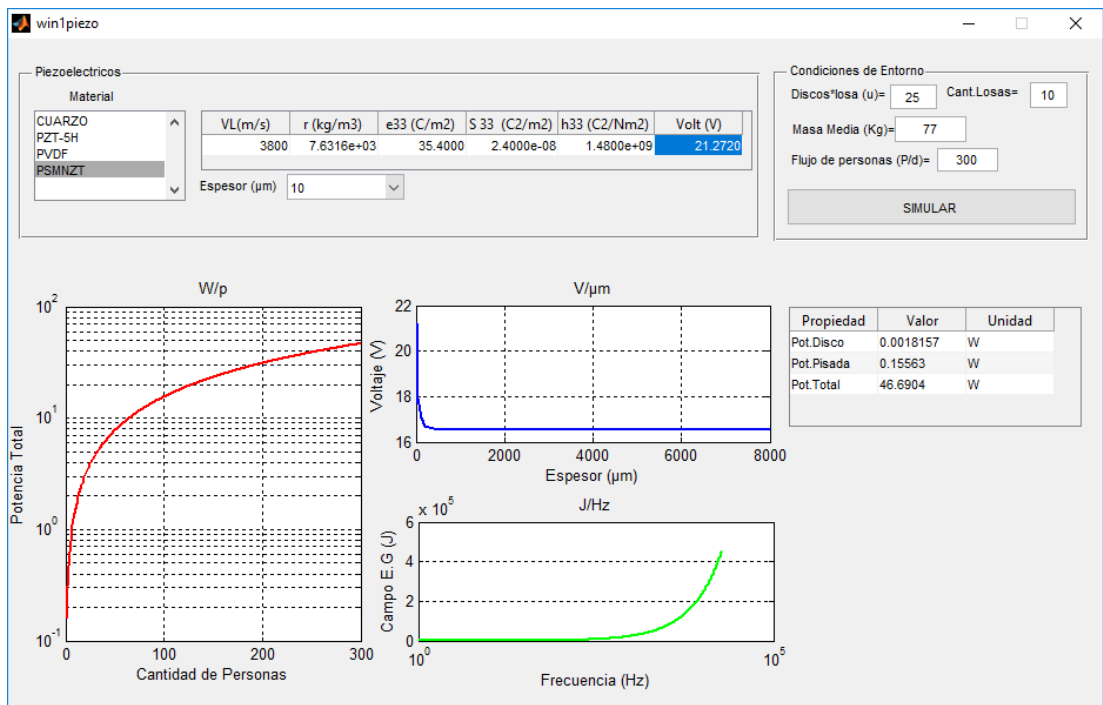 win1piezo
Piezoelectricos
Material
CUARZO
PZT-5H
PVDF
PSMNZT
VL(m/s) r (kg/m3) e33 (C/m2) S 33 (C2/m2) h33 (C2/Nm2) Volt (V)
3800 7.6316e+03 35.4000 2.4000e-08 1.4800e+09 21.2720
Espesor (µm) 10
Condiciones de Entorno
Discos*losa (u)= 25 Cant.Losas= 10
Masa Media (Kg)= 77
Flujo de personas (P/d)= 300
SIMULAR
W/p
10^2
10^1
10^0
10^-1
Potencia Total
0 100 200 300
Cantidad de Personas
V/µm
22
20
18
16
Voltaje (V)
0 2000 4000 6000 8000
Espesor (µm)
J/Hz
x 10^5
6
4
2
0
Campo E.G (J)
10^0 10^5
Frecuencia (Hz)
Propiedad Valor Unidad
Pot.Disco 0.0018157 W
Pot.Pisada 0.15563 W
Pot.Total 46.6904 W